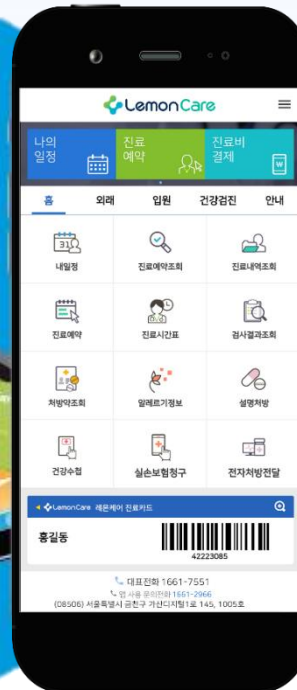 LemonCare
나의
일정
진료
예약
진료비
결제
홈 외래 입원 건강검진 안내
31
내일정 진료예약조회 진료내역조회
진료예약 진료시간표 검사결과조회
처방약조회 알레르기정보 설명처방
건강수첩 실손보험청구 전자처방전달
LemonCare 레몬케어 진료카드
홍길동
42223085
대표전화 1661-7551
앱 사용 문의전화 1661-2966
(08506) 서울특별시 금천구 가산디지털1로 145, 1005호